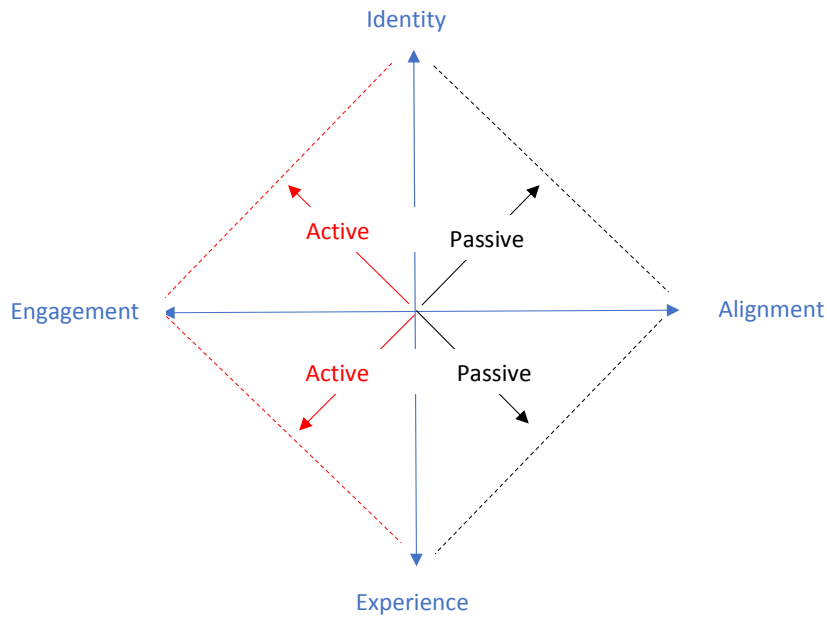 Identity
Active
Passive
Engagement
Alignment
Active
Passive
Experience